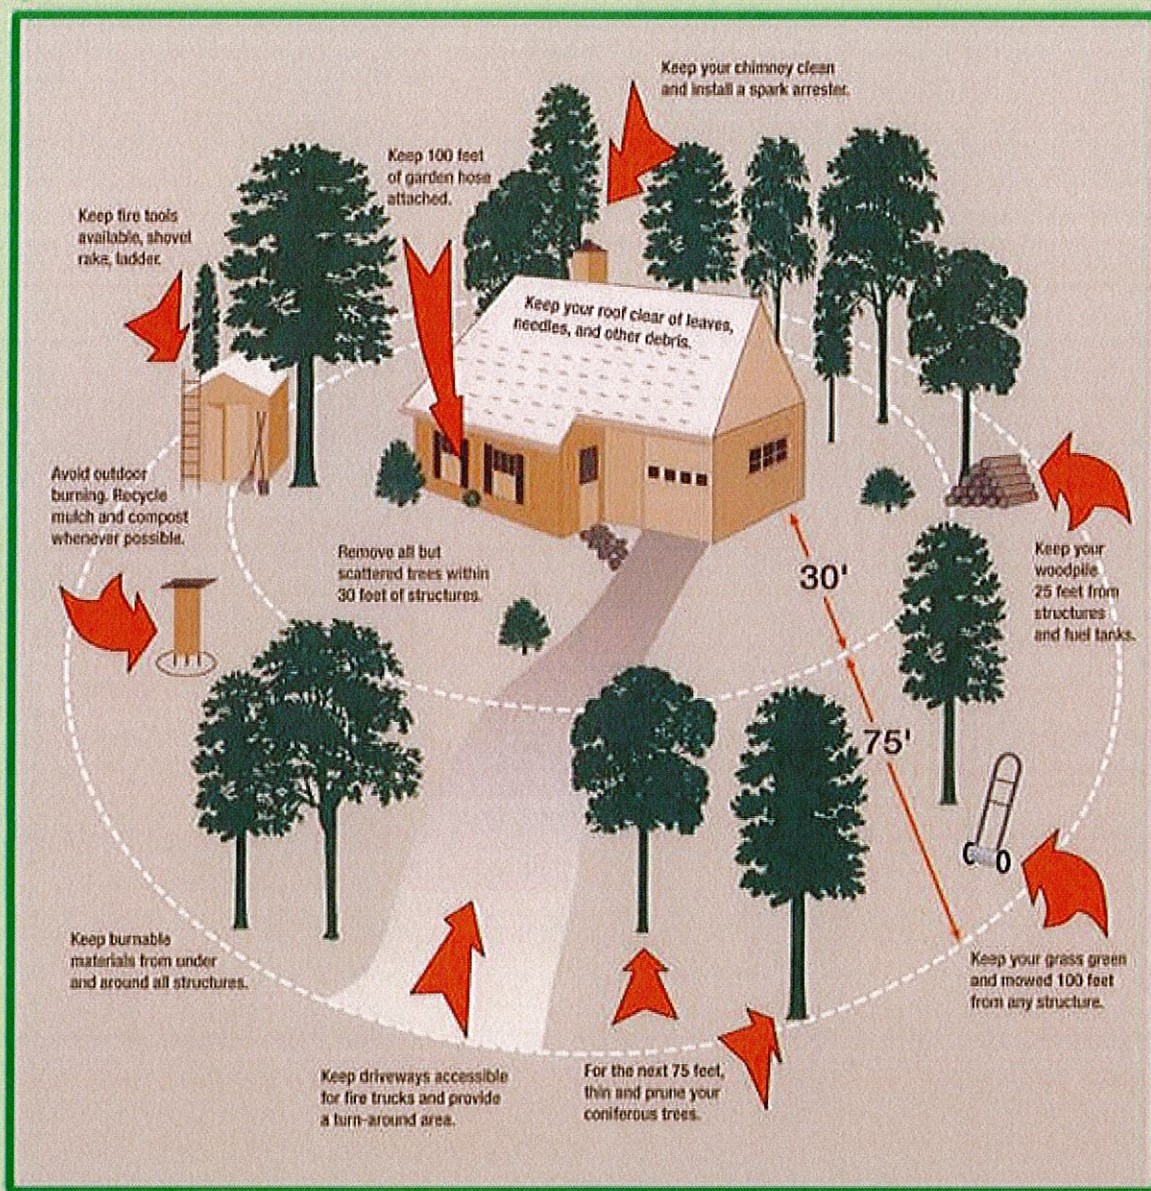 Keep your chimney clean
and install a spark arrester.
Keep 100 feet
of garden hose
attached.
Keep fire tools
available, shovel
rake, ladder.
Keep your roof clear of leaves,
needles, and other debris.
Avoid outdoor
burning. Recycle
mulch and compost
whenever possible.
Remove all but
scattered trees within
30 feet of structures.
30'
Keep your
woodpile
25 feet from
structures
and fuel tanks.
75'
Keep burnable
materials from under
and around all structures.
Keep your grass green
and mowed 100 feet
from any structure.
Keep driveways accessible
for fire trucks and provide
a turn-around area.
For the next 75 feet,
thin and prune your
coniferous trees.